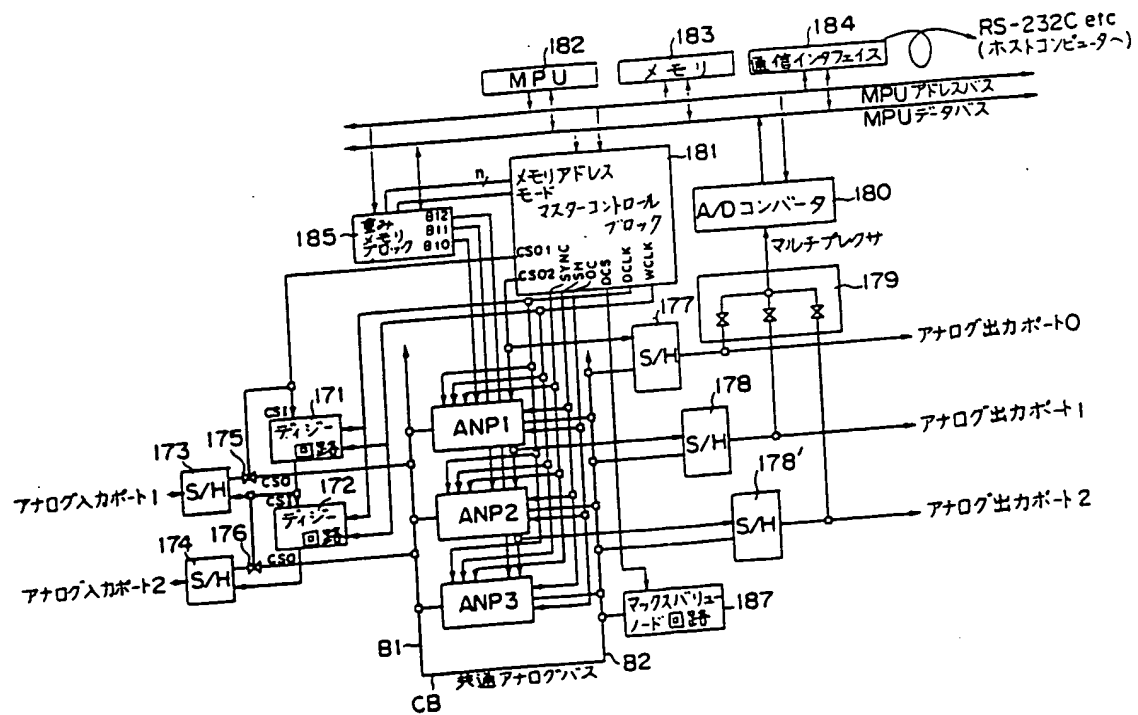 182
MPU
183
メモリ
184
通信インタフェイス
RS-232C etc
(ホストコンピュータへ)
MPUアドレスバス
MPUデータバス
181
n
メモリアドレス
モード
マスターコントロール
ブロック
CSO1
CSO2
SYNC
SH
OC
DCS
DCLK
WCLK
185
重み
メモリ
ブロック
B12
B11
B10
A/Dコンバータ
180
マルチプレクサ
179
177
S/H
アナログ出力ポート0
171
CSI
ディジー
回路
CSO
175
173
S/H
アナログ入力ポート1
ANP1
178
S/H
アナログ出力ポート1
172
CSI
ディジー
回路
CSO
176
174
S/H
アナログ入力ポート2
ANP2
178'
S/H
アナログ出力ポート2
ANP3
マックスバリュー
ノード回路
187
B1
B2
共通アナログバス
CB